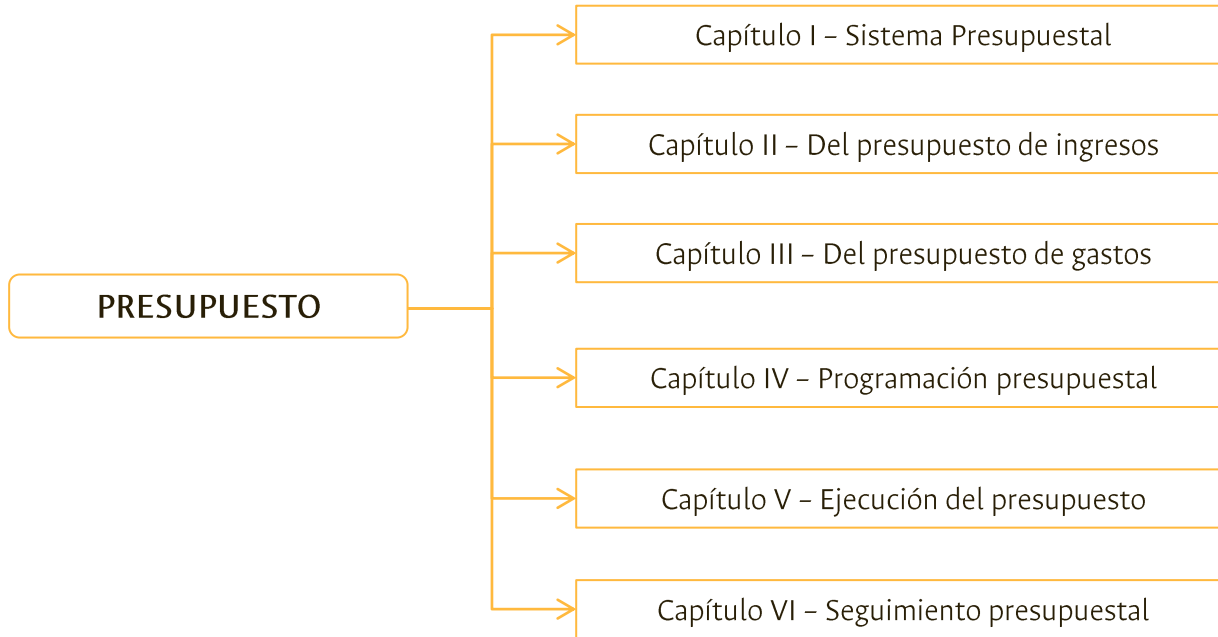 Capítulo I – Sistema Presupuestal
Capítulo II – Del presupuesto de ingresos
Capítulo III – Del presupuesto de gastos
PRESUPUESTO
Capítulo IV – Programación presupuestal
Capítulo V – Ejecución del presupuesto
Capítulo VI – Seguimiento presupuestal